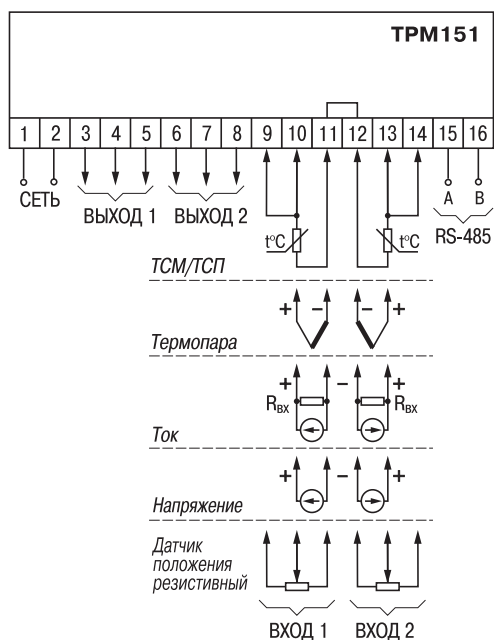 ТРМ151
1 2 3 4 5 6 7 8 9 10 11 12 13 14 15 16
СЕТЬ
ВЫХОД 1
ВЫХОД 2
A B
RS-485
t°C t°C
ТСМ/ТСП
+ − − +
Термопара
+ − +
Rвх Rвх
Ток
+ − +
Напряжение
Датчик
положения
резистивный
ВХОД 1 ВХОД 2